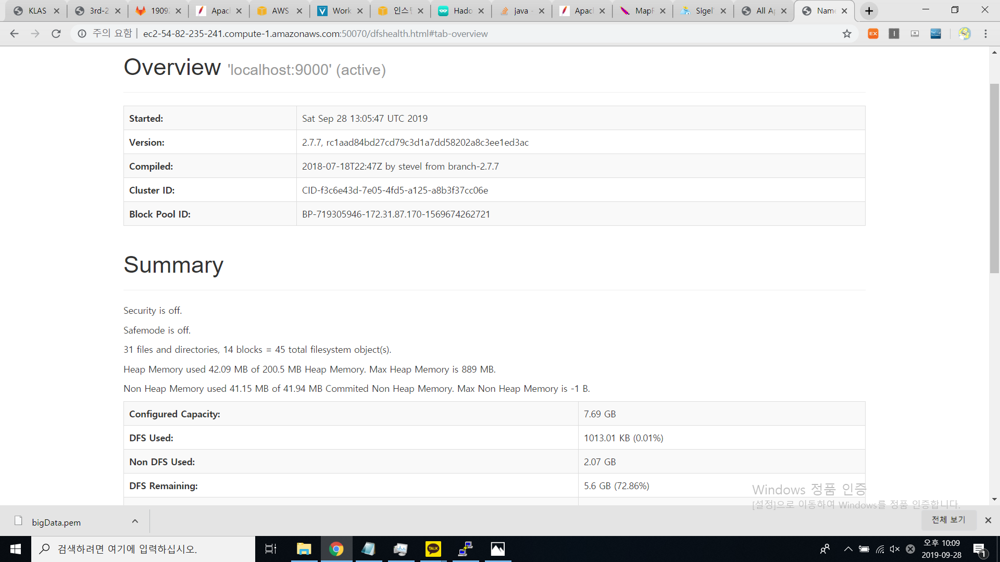 KLAS
3rd-2
1909
Apac
AWS
Work
인스
Hado
java -
Apac
MapR
Sigel
All A
Name
주의 요함 | ec2-54-82-235-241.compute-1.amazonaws.com:50070/dfshealth.html#tab-overview
Overview 'localhost:9000' (active)
Started: Sat Sep 28 13:05:47 UTC 2019
Version: 2.7.7, rc1aad84bd27cd79c3d1a7dd58202a8c3ee1ed3ac
Compiled: 2018-07-18T22:47Z by stevel from branch-2.7.7
Cluster ID: CID-f3c6e43d-7e05-4fd5-a125-a8b3f37cc06e
Block Pool ID: BP-719305946-172.31.87.170-1569674262721
Summary
Security is off.
Safemode is off.
31 files and directories, 14 blocks = 45 total filesystem object(s).
Heap Memory used 42.09 MB of 200.5 MB Heap Memory. Max Heap Memory is 889 MB.
Non Heap Memory used 41.15 MB of 41.94 MB Commited Non Heap Memory. Max Non Heap Memory is -1 B.
Configured Capacity: 7.69 GB
DFS Used: 1013.01 KB (0.01%)
Non DFS Used: 2.07 GB
DFS Remaining: 5.6 GB (72.86%)
Windows 정품 인증
[설정]으로 이동하여 Windows를 정품 인증합니다.
bigData.pem
전체 보기
검색하려면 여기에 입력하십시오.
TALK
오후 10:09
2019-09-28
1